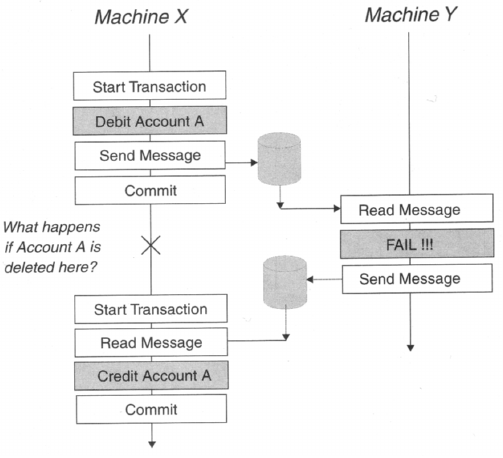 Machine X
Machine Y
Start Transaction
Debit Account A
Send Message
Commit
Read Message
What happens
if Account A is
deleted here?
FAIL !!!
Send Message
Start Transaction
Read Message
Credit Account A
Commit